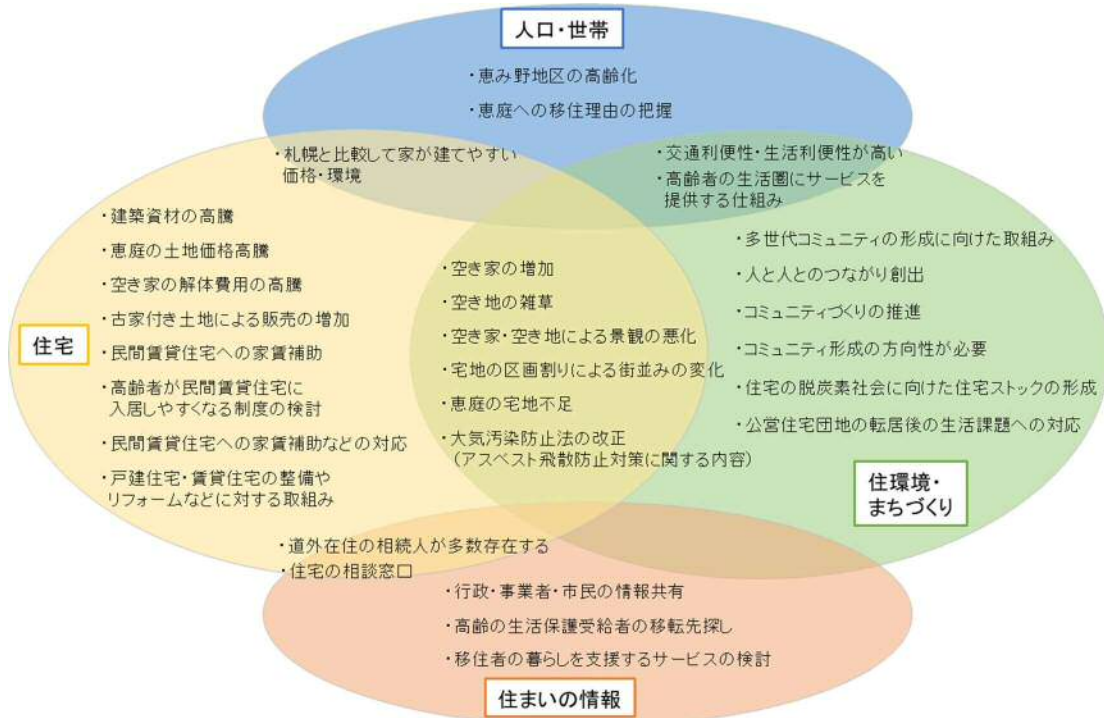 人口・世帯
・恵み野地区の高齢化
・恵庭への移住理由の把握
・札幌と比較して家が建てやすい
価格・環境
・交通利便性・生活利便性が高い
・高齢者の生活圏にサービスを
提供する仕組み
住宅
・建築資材の高騰
・恵庭の土地価格高騰
・空き家の解体費用の高騰
・古家付き土地による販売の増加
・民間賃貸住宅への家賃補助
・高齢者が民間賃貸住宅に
入居しやすくなる制度の検討
・民間賃貸住宅への家賃補助などの対応
・戸建住宅・賃貸住宅の整備や
リフォームなどに対する取組み
・空き家の増加
・空き地の雑草
・空き家・空き地による景観の悪化
・宅地の区画割りによる街並みの変化
・恵庭の宅地不足
・大気汚染防止法の改正
（アスベスト飛散防止対策に関する内容）
・多世代コミュニティの形成に向けた取組み
・人と人とのつながり創出
・コミュニティづくりの推進
・コミュニティ形成の方向性が必要
・住宅の脱炭素社会に向けた住宅ストックの形成
・公営住宅団地の転居後の生活課題への対応
住環境・
まちづくり
・道外在住の相続人が多数存在する
・住宅の相談窓口
・行政・事業者・市民の情報共有
・高齢の生活保護受給者の移転先探し
・移住者の暮らしを支援するサービスの検討
住まいの情報